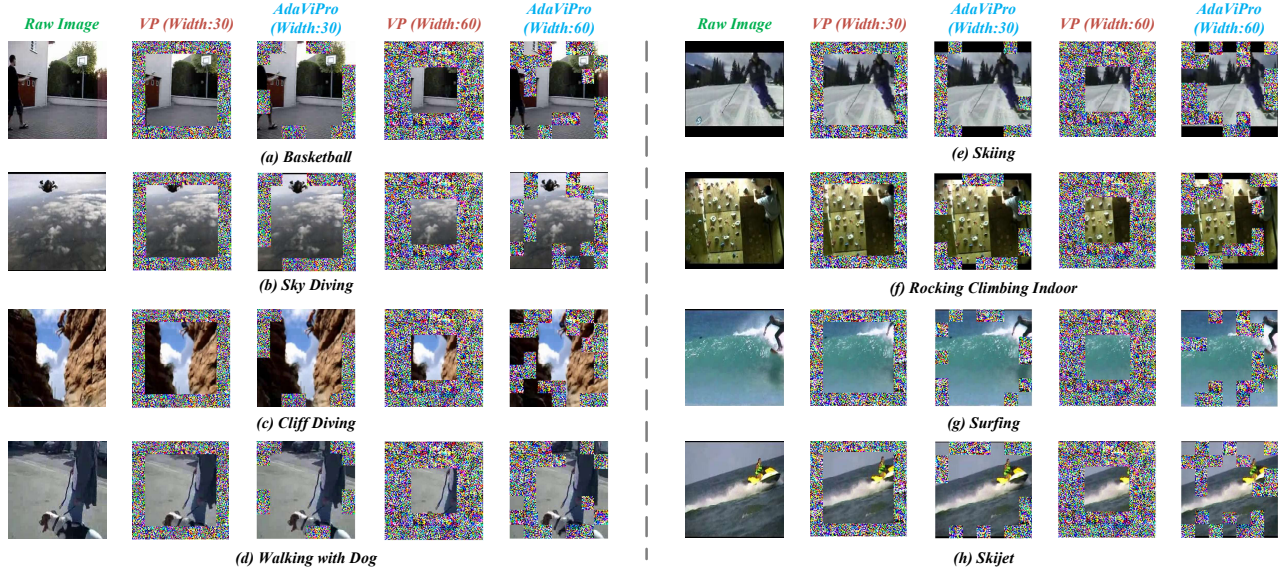 Raw Image
VP (Width:30)
AdaViPro
(Width:30)
VP (Width:60)
AdaViPro
(Width:60)
(a) Basketball
(b) Sky Diving
(c) Cliff Diving
(d) Walking with Dog
Raw Image
VP (Width:30)
AdaViPro
(Width:30)
VP (Width:60)
AdaViPro
(Width:60)
(e) Skiing
(f) Rocking Climbing Indoor
(g) Surfing
(h) Skijet